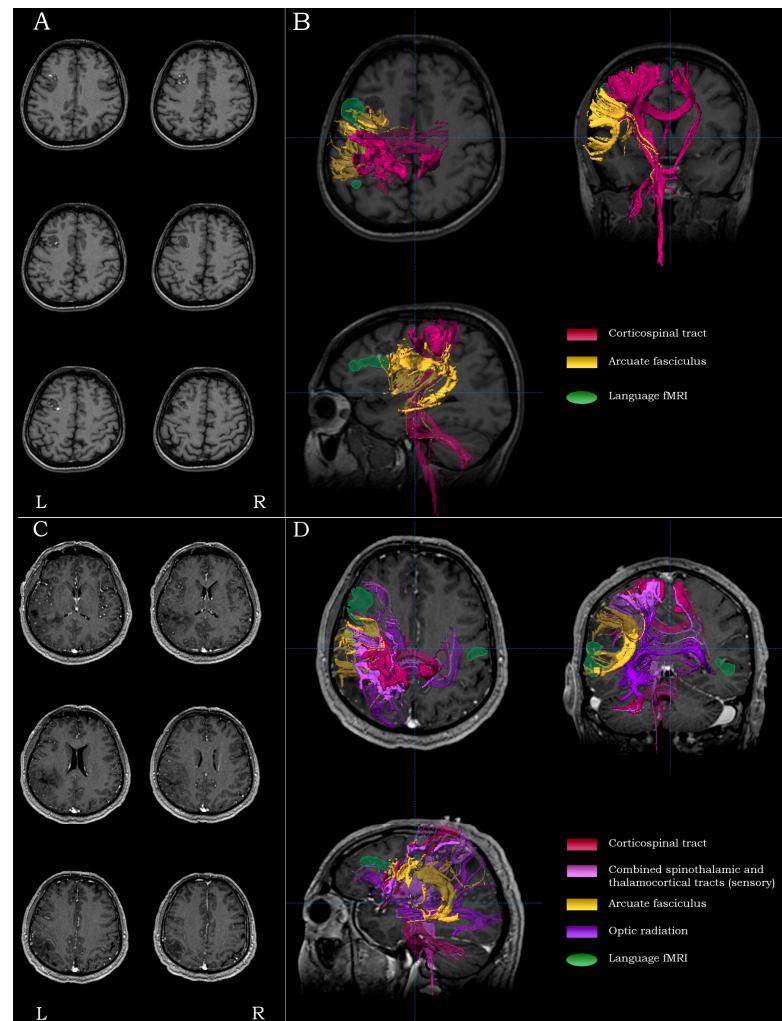 A
B
Corticospinal tract
Arcuate fasciculus
Language fMRI
L
R
C
D
Corticospinal tract
Combined spinothalamic and
thalamocortical tracts (sensory)
Arcuate fasciculus
Optic radiation
Language fMRI
L
R